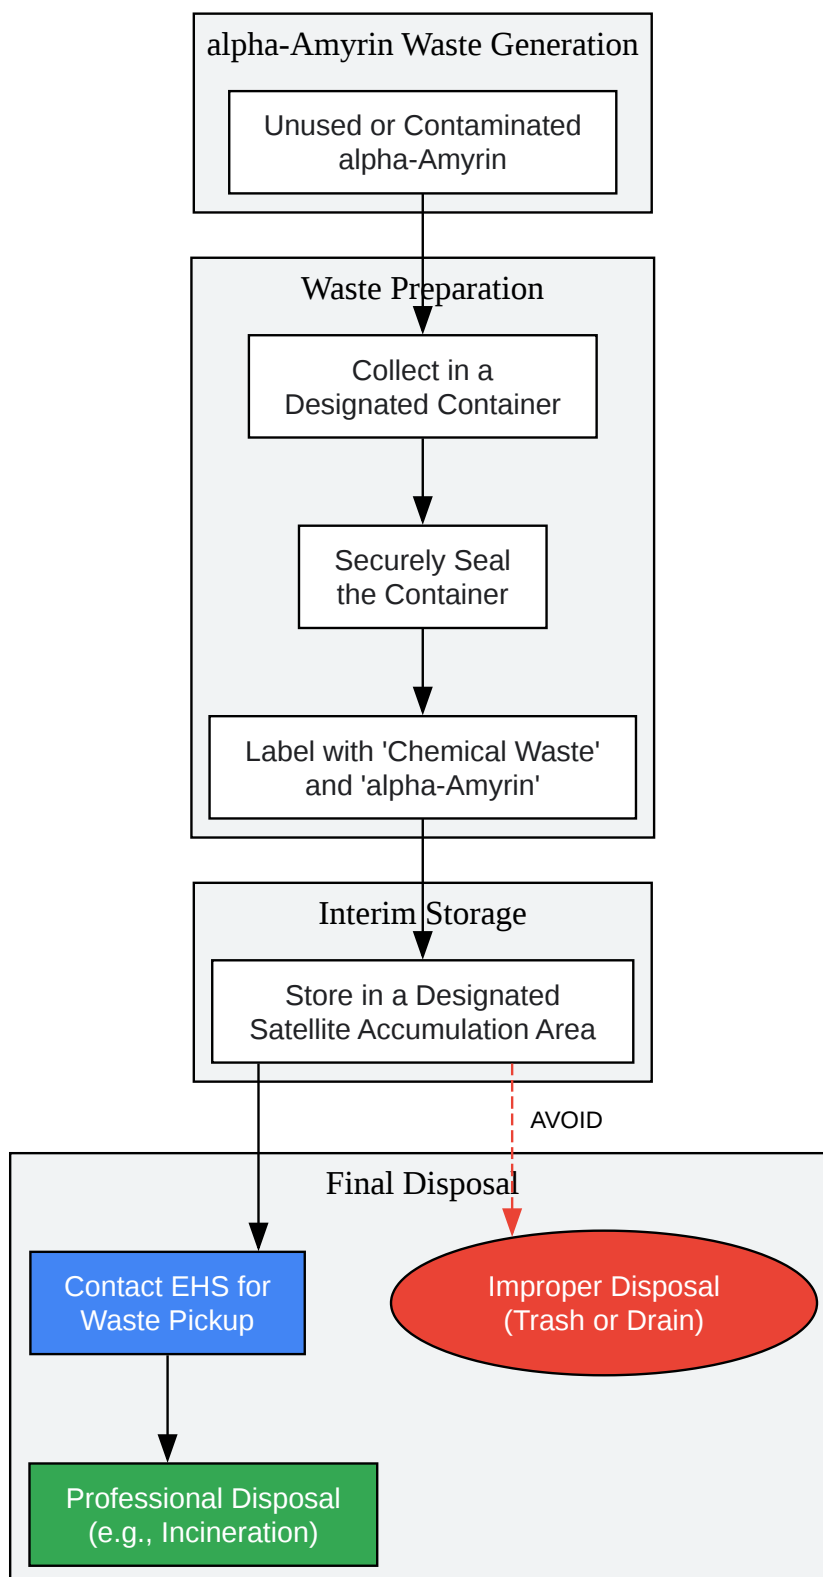 alpha-Amyrin Waste Generation
Unused or Contaminated
alpha-Amyrin
Waste Preparation
Collect in a
Designated Container
Securely Seal
the Container
Label with 'Chemical Waste'
and 'alpha-Amyrin'
Interim Storage
Store in a Designated
Satellite Accumulation Area
AVOID
Final Disposal
Contact EHS for
Waste Pickup
Improper Disposal
(Trash or Drain)
Professional Disposal
(e.g., Incineration)